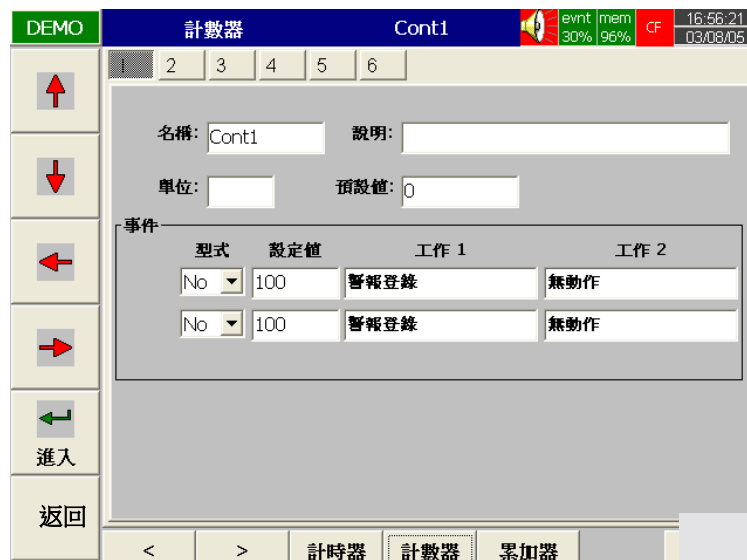 DEMO 計數器 Cont1 evnt mem CF 16:56:21
30% 96% 03/08/05
1 2 3 4 5 6
名稱: Cont1 說明:
單位: 預設值: 0
事件
型式 設定值 工作 1 工作 2
No 100 警報登錄 無動作
No 100 警報登錄 無動作
進入
返回
< > 計時器 計數器 累加器